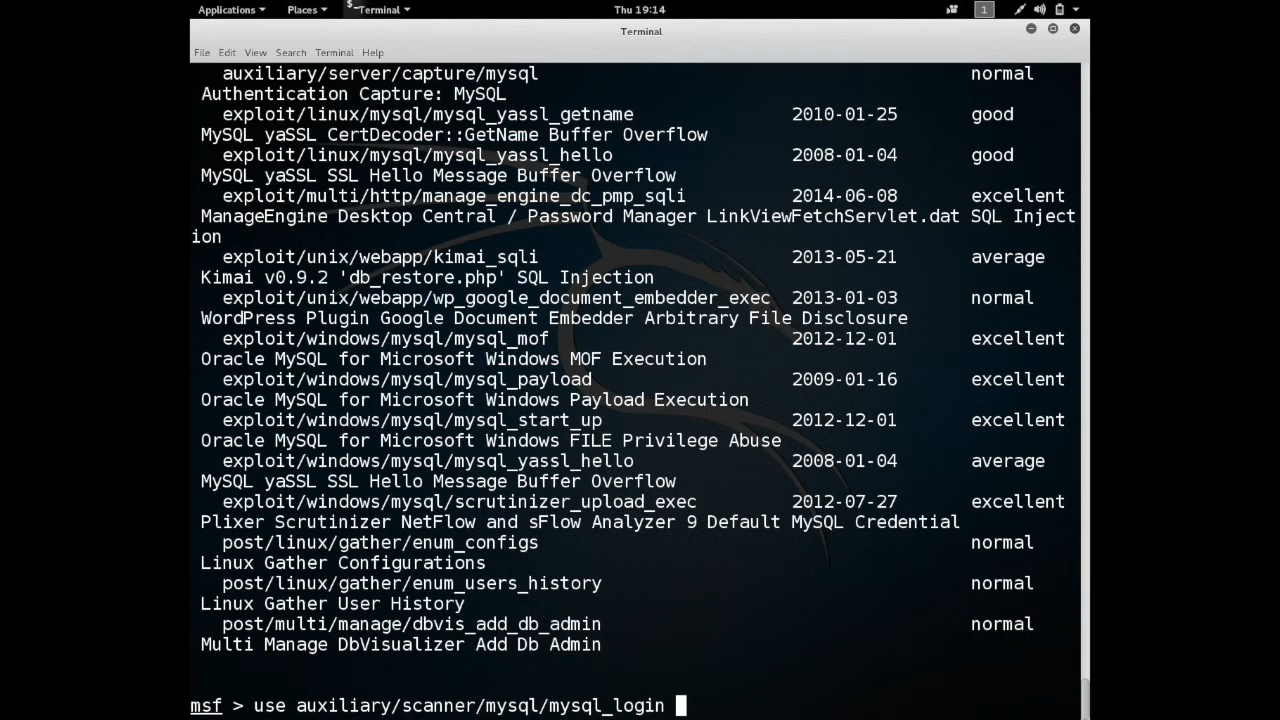 Applications Places Terminal Thu 19:14 1
Terminal
File Edit View Search Terminal Help
auxiliary/server/capture/mysql normal
Authentication Capture: MySQL
exploit/linux/mysql/mysql_yassl_getname 2010-01-25 good
MySQL yaSSL CertDecoder::GetName Buffer Overflow
exploit/linux/mysql/mysql_yassl_hello 2008-01-04 good
MySQL yaSSL SSL Hello Message Buffer Overflow
exploit/multi/http/manage_engine_dc_pmp_sqli 2014-06-08 excellent
ManageEngine Desktop Central / Password Manager LinkViewFetchServlet.dat SQL Inject
ion
exploit/unix/webapp/kimai_sqli 2013-05-21 average
Kimai v0.9.2 'db_restore.php' SQL Injection
exploit/unix/webapp/wp_google_document_embedder_exec 2013-01-03 normal
WordPress Plugin Google Document Embedder Arbitrary File Disclosure
exploit/windows/mysql/mysql_mof 2012-12-01 excellent
Oracle MySQL for Microsoft Windows MOF Execution
exploit/windows/mysql/mysql_payload 2009-01-16 excellent
Oracle MySQL for Microsoft Windows Payload Execution
exploit/windows/mysql/mysql_start_up 2012-12-01 excellent
Oracle MySQL for Microsoft Windows FILE Privilege Abuse
exploit/windows/mysql/mysql_yassl_hello 2008-01-04 average
MySQL yaSSL SSL Hello Message Buffer Overflow
exploit/windows/mysql/scrutinizer_upload_exec 2012-07-27 excellent
Plixer Scrutinizer NetFlow and sFlow Analyzer 9 Default MySQL Credential
post/linux/gather/enum_configs normal
Linux Gather Configurations
post/linux/gather/enum_users_history normal
Linux Gather User History
post/multi/manage/dbvis_add_db_admin normal
Multi Manage DbVisualizer Add Db Admin
msf > use auxiliary/scanner/mysql/mysql_login